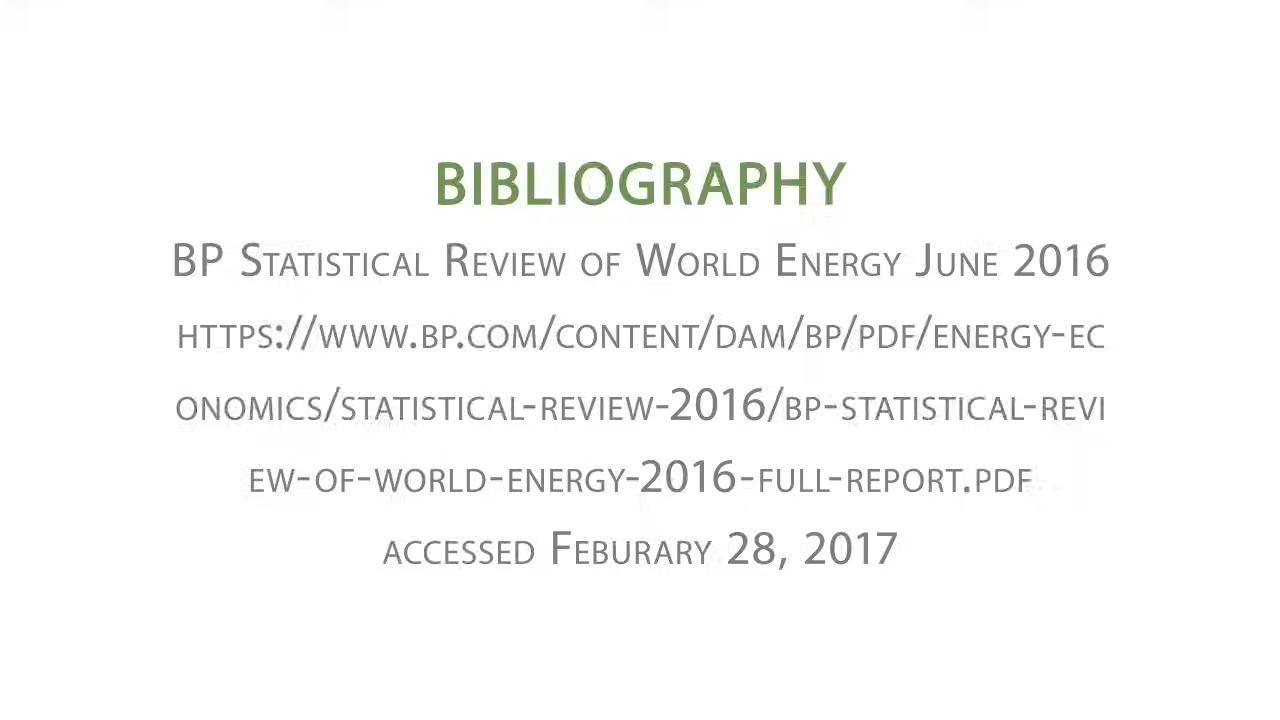 BIBLIOGRAPHY
BP Statistical Review of World Energy June 2016
https://www.bp.com/content/dam/bp/pdf/energy-ec
onomics/statistical-review-2016/bp-statistical-revi
ew-of-world-energy-2016-full-report.pdf
accessed Feburary 28, 2017